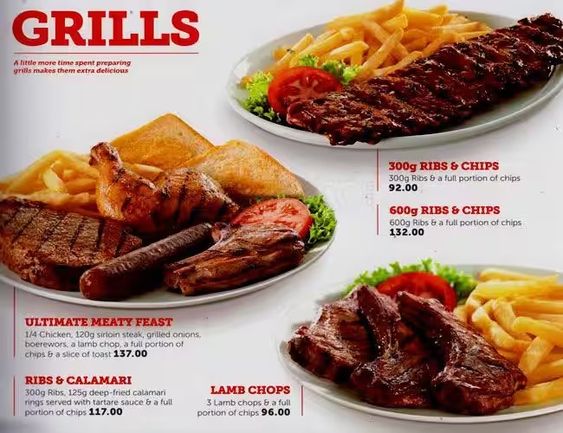 GRILLS
A little more time spent preparing
grills makes them extra delicious
300g RIBS & CHIPS
300g Ribs & a full portion of chips
92.00
600g RIBS & CHIPS
600g Ribs & a full portion of chips
132.00
ULTIMATE MEATY FEAST
1/4 Chicken, 120g sirloin steak, grilled onions,
boerewors, a lamb chop, a full portion of
chips & a slice of toast 137.00
RIBS & CALAMARI
300g Ribs, 125g deep-fried calamari
rings served with tartare sauce & a full
portion of chips 117.00
LAMB CHOPS
3 Lamb chops & a full
portion of chips 96.00